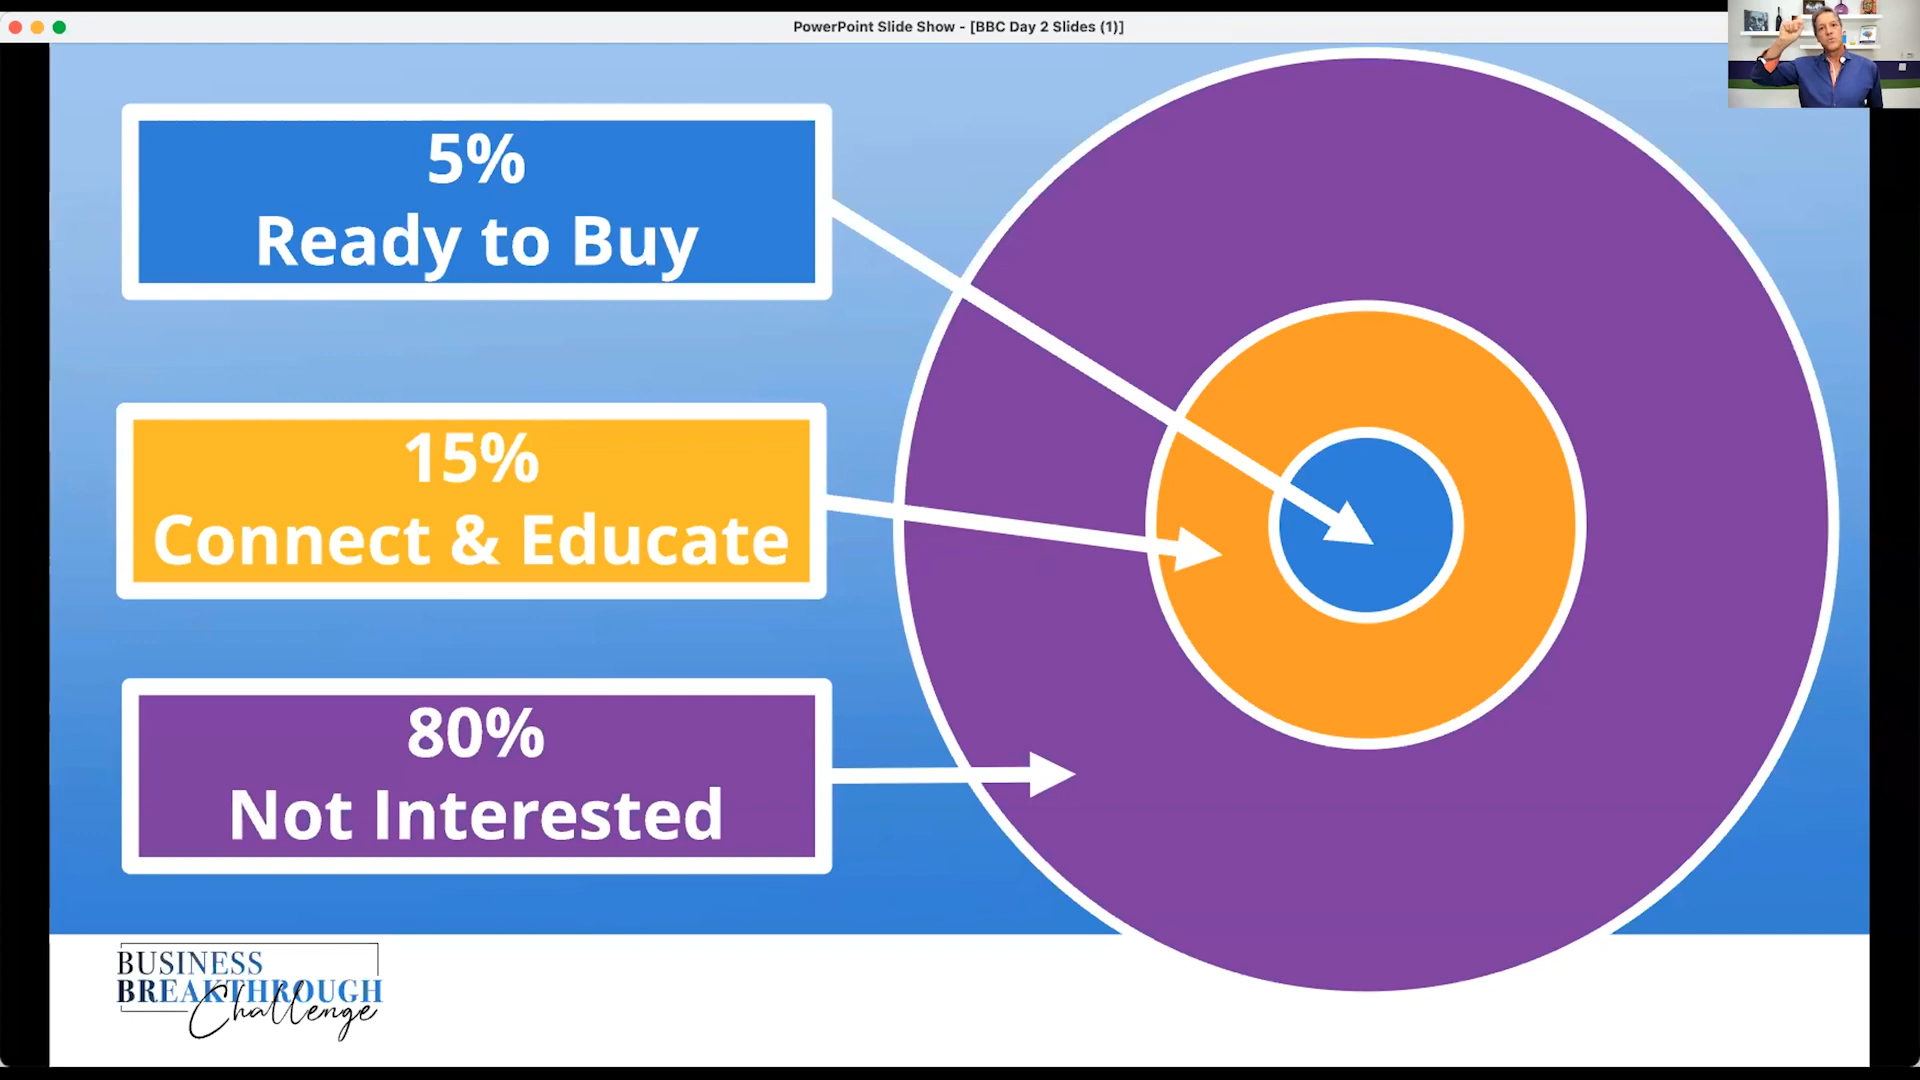 PowerPoint Slide Show - [BBC Day 2 Slides (1)]
5%
Ready to Buy
15%
Connect & Educate
80%
Not Interested
BUSINESS
BREAKTHROUGH
Challenge